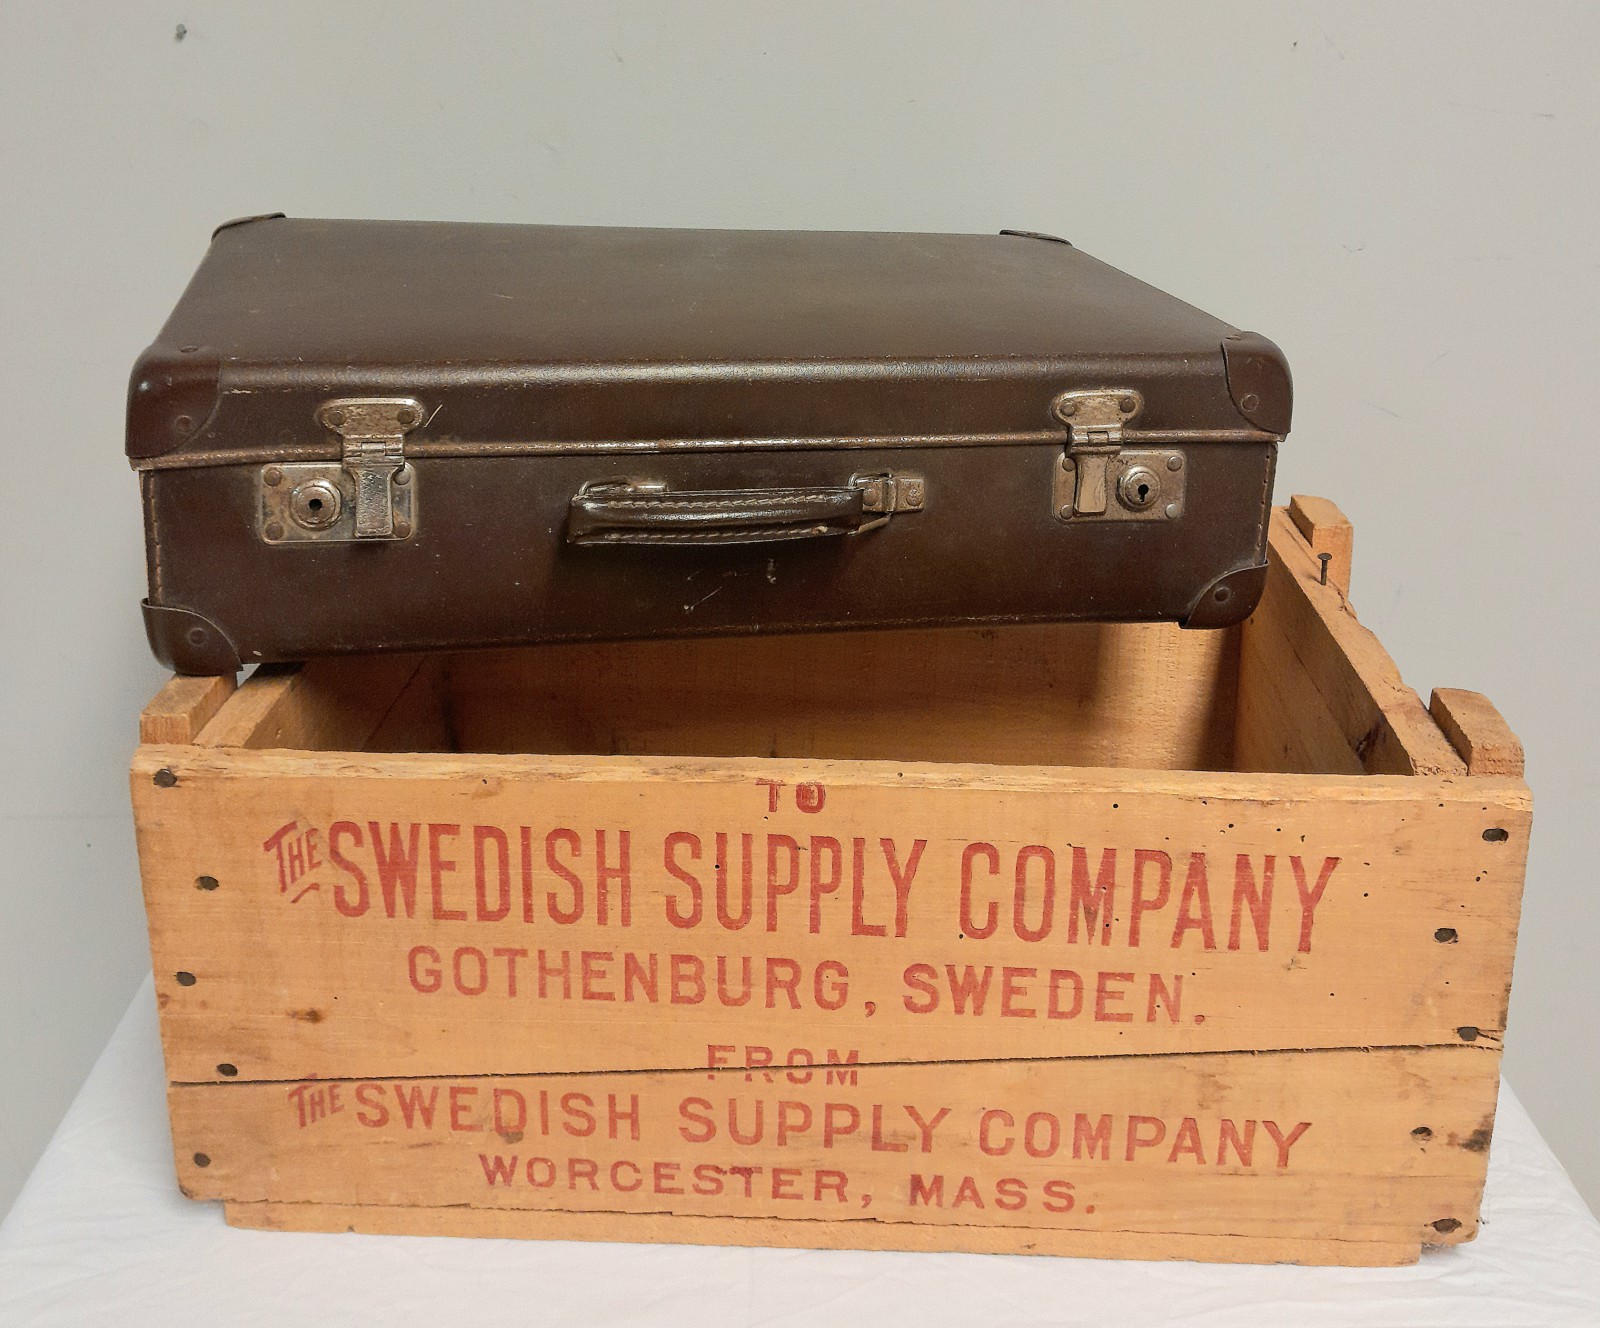 TO
THE SWEDISH SUPPLY COMPANY
GOTHENBURG, SWEDEN.
FROM
THE SWEDISH SUPPLY COMPANY
WORCESTER, MASS.